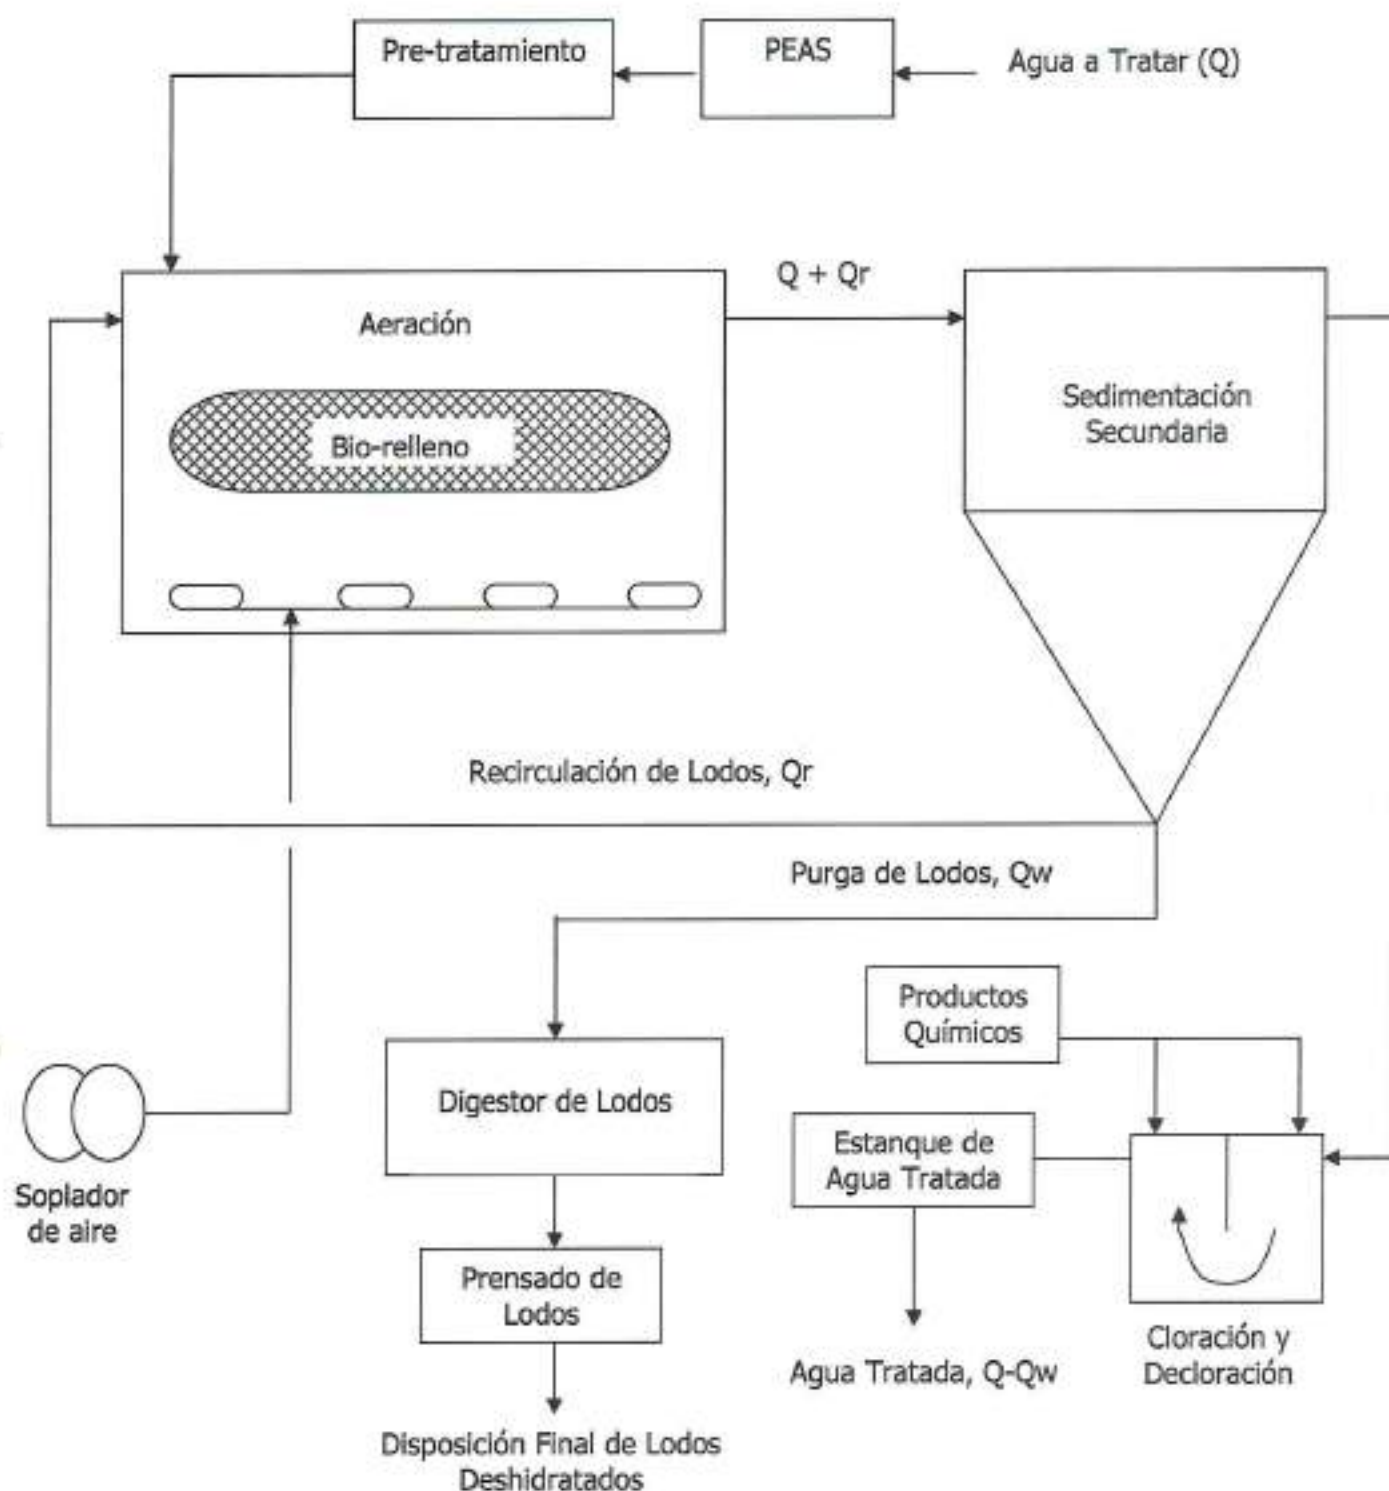 Pre-tratamiento
PEAS
Agua a Tratar (Q)
Aeración
Q + Qr
Bio-relleno
Sedimentación
Secundaria
Recirculación de Lodos, Qr
Purga de Lodos, Qw
Productos
Químicos
Digestor de Lodos
Estanque de
Agua Tratada
Soplador
de aire
Prensado de
Lodos
Cloración y
Decloración
Agua Tratada, Q-Qw
Disposición Final de Lodos
Deshidratados